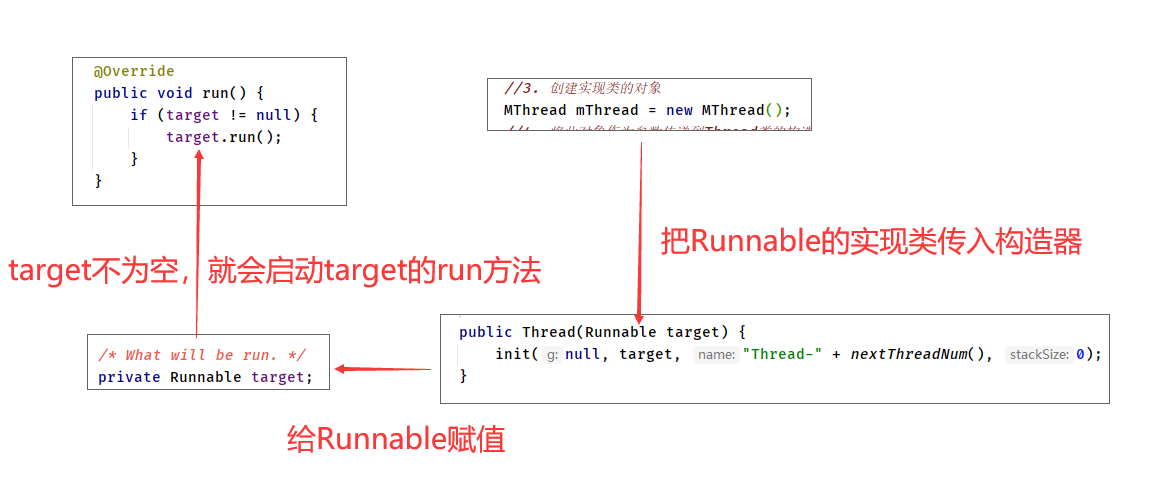 @Override
public void run() {
if (target != null) {
target.run();
}
}
//3. 创建实现类的对象
MThread mThread = new MThread();
把Runnable的实现类传入构造器
target不为空，就会启动target的run方法
public Thread(Runnable target) {
init( g: null, target, name: "Thread-" + nextThreadNum(), stackSize: 0);
}
/* What will be run. */
private Runnable target;
给Runnable赋值